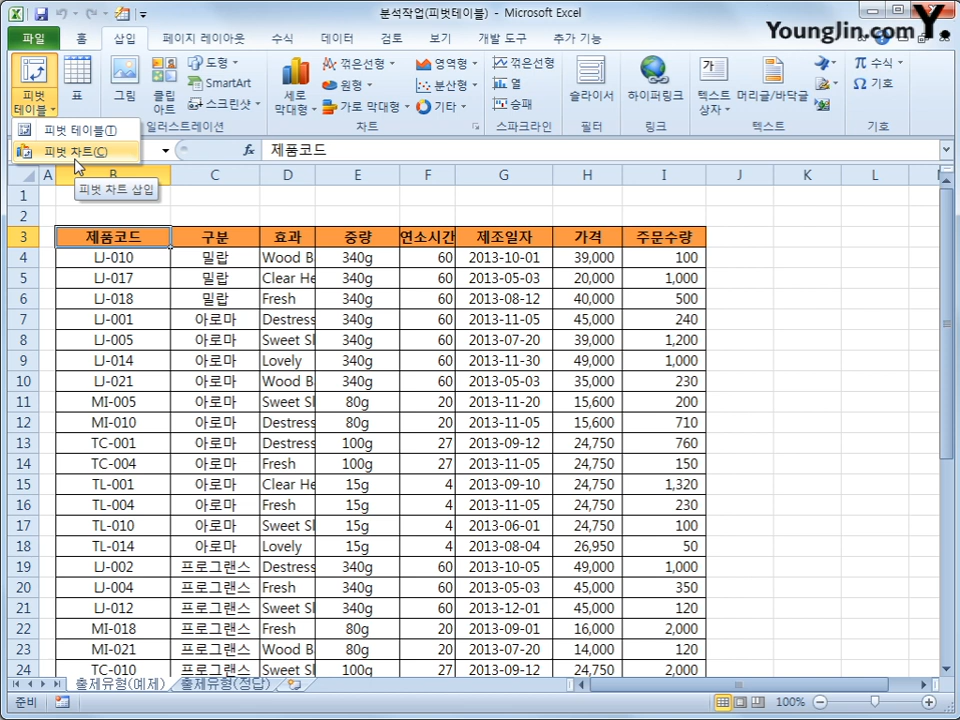 분석작업(피벗테이블) - Microsoft Excel
YoungJin.com Y.
파일 홈 삽입 페이지 레이아웃 수식 데이터 검토 보기 개발 도구 추가 기능
피벗 테이블 표 그림 클립 아트 도형 SmartArt 스크린샷 세로 막대형 꺾은선형 원형 가로 막대형 영역형 분산형 기타 꺾은선형 열 승패 슬라이서 하이퍼링크 텍스트 상자 머리글/바닥글 π 수식 Ω 기호
일러스트레이션 차트 스파크라인 필터 링크 텍스트 기호
피벗 테이블(T)
피벗 차트(C)
피벗 차트 삽입
fx 제품코드
A B C D E F G H I J K L
1
2
3 제품코드 구분 효과 중량 연소시간 제조일자 가격 주문수량
4 LJ-010 밀랍 Wood B 340g 60 2013-10-01 39,000 100
5 LJ-017 밀랍 Clear He 340g 60 2013-05-03 20,000 1,000
6 LJ-018 밀랍 Fresh 340g 60 2013-08-12 40,000 500
7 LJ-001 아로마 Destress 340g 60 2013-11-05 45,000 240
8 LJ-005 아로마 Sweet Sl 340g 60 2013-07-20 39,000 1,200
9 LJ-014 아로마 Lovely 340g 60 2013-11-30 49,000 1,000
10 LJ-021 아로마 Wood B 340g 60 2013-05-03 35,000 230
11 MI-005 아로마 Sweet Sl 80g 20 2013-11-20 15,600 200
12 MI-010 아로마 Destress 80g 20 2013-11-05 15,600 710
13 TC-001 아로마 Destress 100g 27 2013-09-12 24,750 760
14 TC-004 아로마 Fresh 100g 27 2013-11-05 24,750 150
15 TL-001 아로마 Clear He 15g 4 2013-09-10 24,750 1,320
16 TL-004 아로마 Fresh 15g 4 2013-11-05 24,750 230
17 TL-010 아로마 Sweet Sl 15g 4 2013-06-01 24,750 100
18 TL-014 아로마 Lovely 15g 4 2013-08-04 26,950 50
19 LJ-002 프로그랜스 Destress 340g 60 2013-10-05 49,000 1,000
20 LJ-004 프로그랜스 Fresh 340g 60 2013-05-03 45,000 350
21 LJ-012 프로그랜스 Sweet Sl 340g 60 2013-12-01 45,000 120
22 MI-018 프로그랜스 Fresh 80g 20 2013-09-01 16,000 2,000
23 MI-021 프로그랜스 Wood B 80g 20 2013-07-20 14,000 120
24 TC-010 프로그랜스 Sweet Sl 100g 27 2013-09-12 24,750 2,000
출제유형(예제) 출제유형(정답)
준비 100%